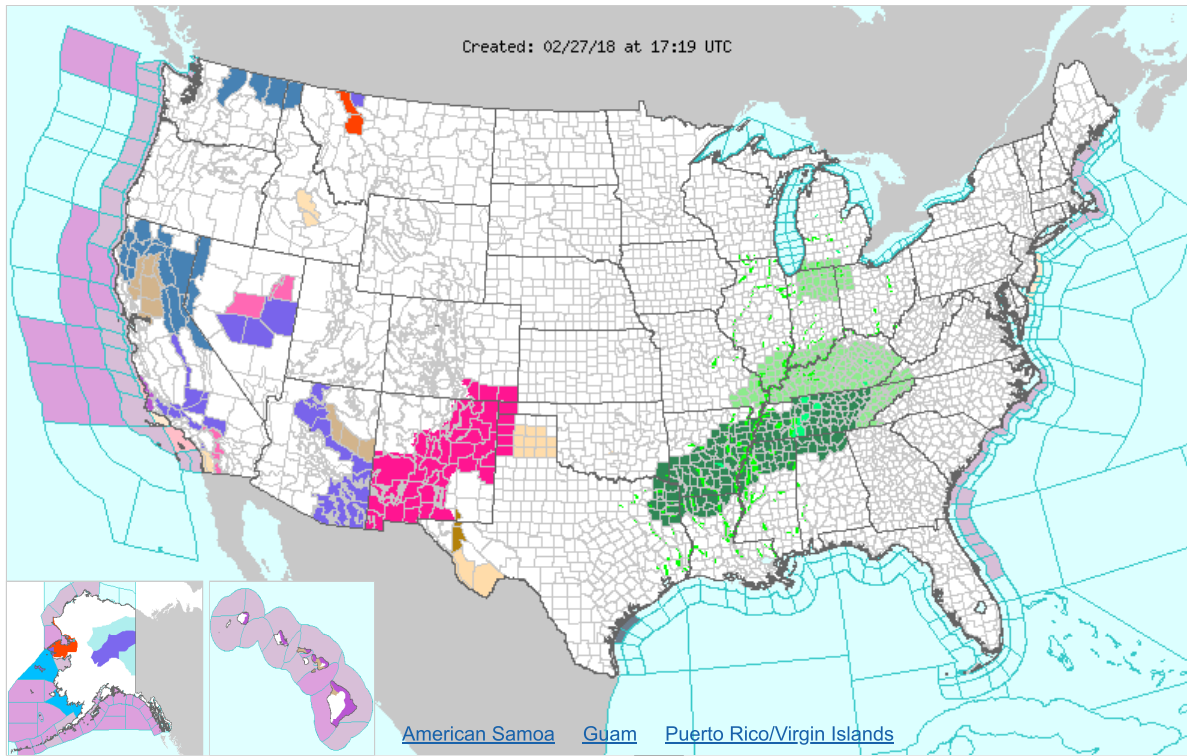 Created: 02/27/18 at 17:19 UTC
American Samoa Guam Puerto Rico/Virgin Islands